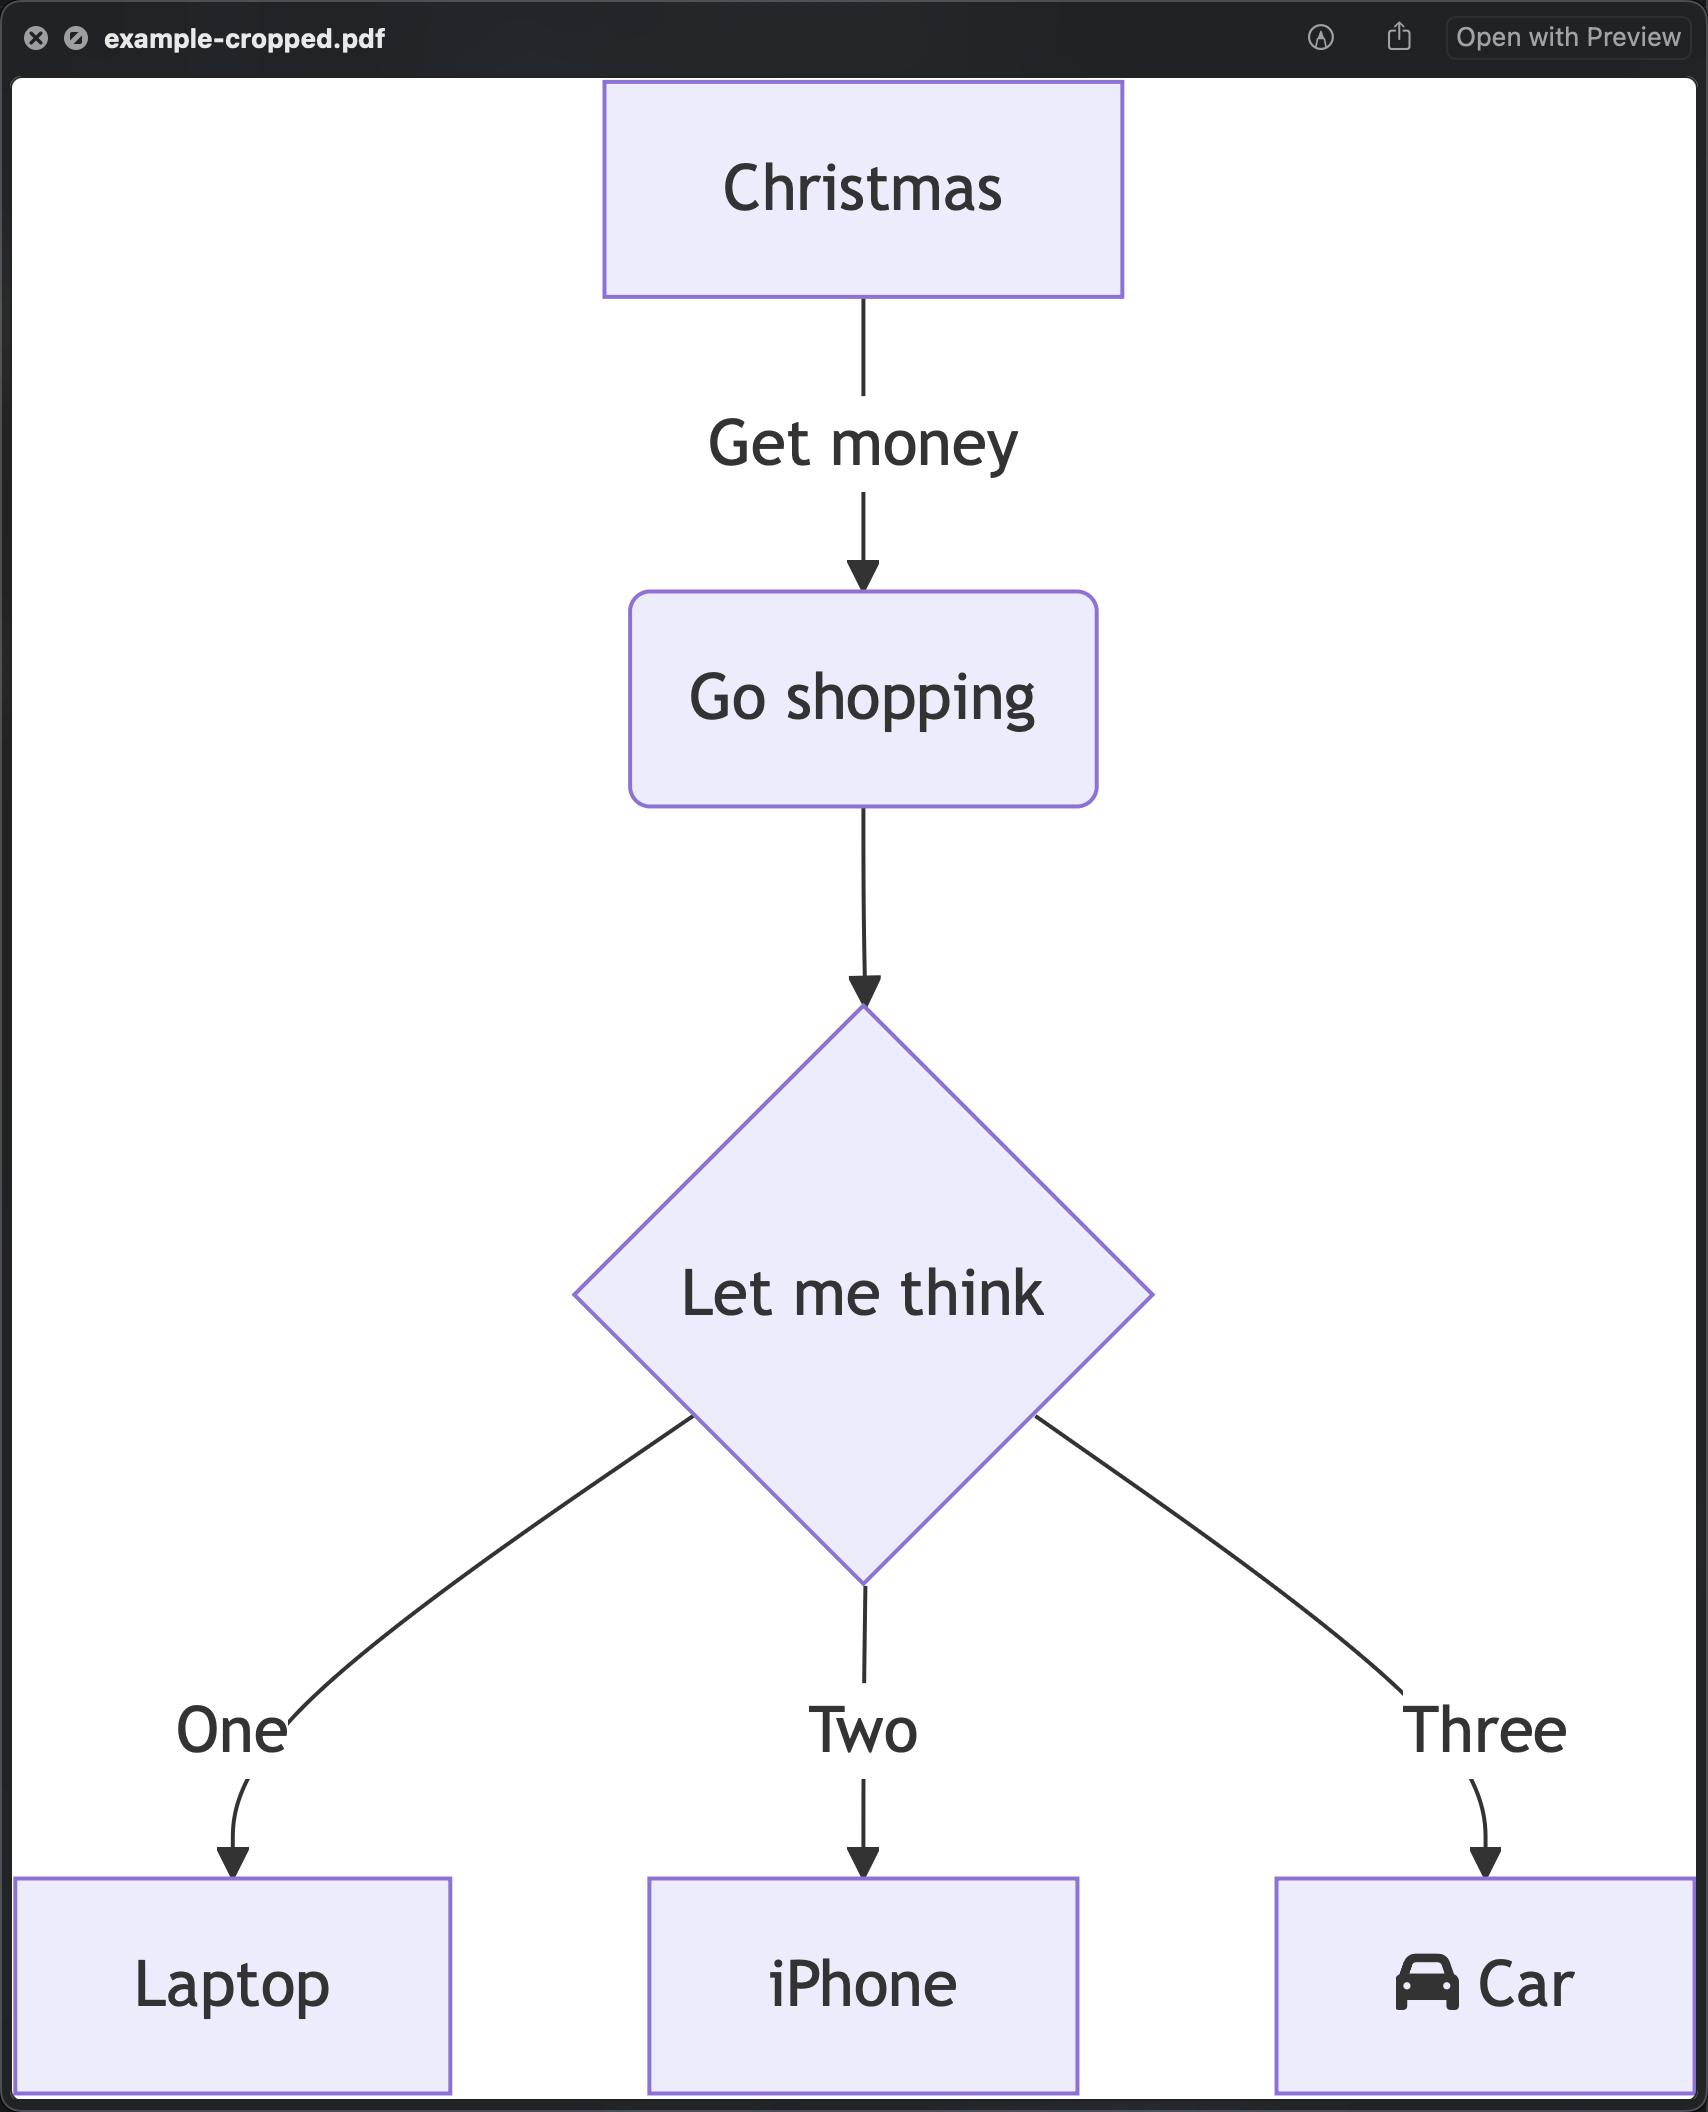 example-cropped.pdf
Open with Preview
Christmas
Get money
Go shopping
Let me think
One
Two
Three
Laptop
iPhone
Car